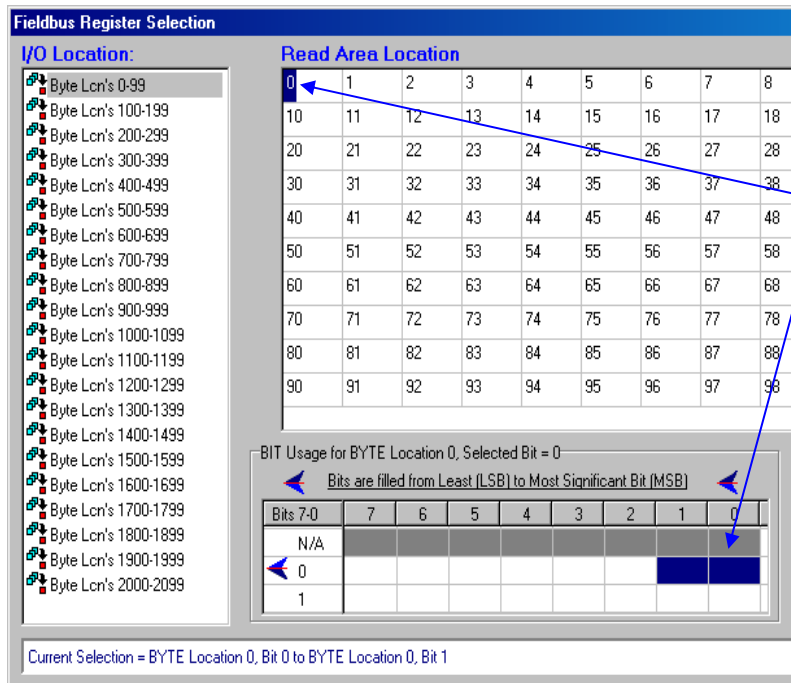 Fieldbus Register Selection
I/O Location:
Byte Lcn's 0-99
Byte Lcn's 100-199
Byte Lcn's 200-299
Byte Lcn's 300-399
Byte Lcn's 400-499
Byte Lcn's 500-599
Byte Lcn's 600-699
Byte Lcn's 700-799
Byte Lcn's 800-899
Byte Lcn's 900-999
Byte Lcn's 1000-1099
Byte Lcn's 1100-1199
Byte Lcn's 1200-1299
Byte Lcn's 1300-1399
Byte Lcn's 1400-1499
Byte Lcn's 1500-1599
Byte Lcn's 1600-1699
Byte Lcn's 1700-1799
Byte Lcn's 1800-1899
Byte Lcn's 1900-1999
Byte Lcn's 2000-2099
Read Area Location
0 1 2 3 4 5 6 7 8
10 11 12 13 14 15 16 17 18
20 21 22 23 24 25 26 27 28
30 31 32 33 34 35 36 37 38
40 41 42 43 44 45 46 47 48
50 51 52 53 54 55 56 57 58
60 61 62 63 64 65 66 67 68
70 71 72 73 74 75 76 77 78
80 81 82 83 84 85 86 87 88
90 91 92 93 94 95 96 97 98
BIT Usage for BYTE Location 0, Selected Bit = 0
Bits are filled from Least (LSB) to Most Significant Bit (MSB)
Bits 7-0 7 6 5 4 3 2 1 0
N/A
0
1
Current Selection = BYTE Location 0, Bit 0 to BYTE Location 0, Bit 1